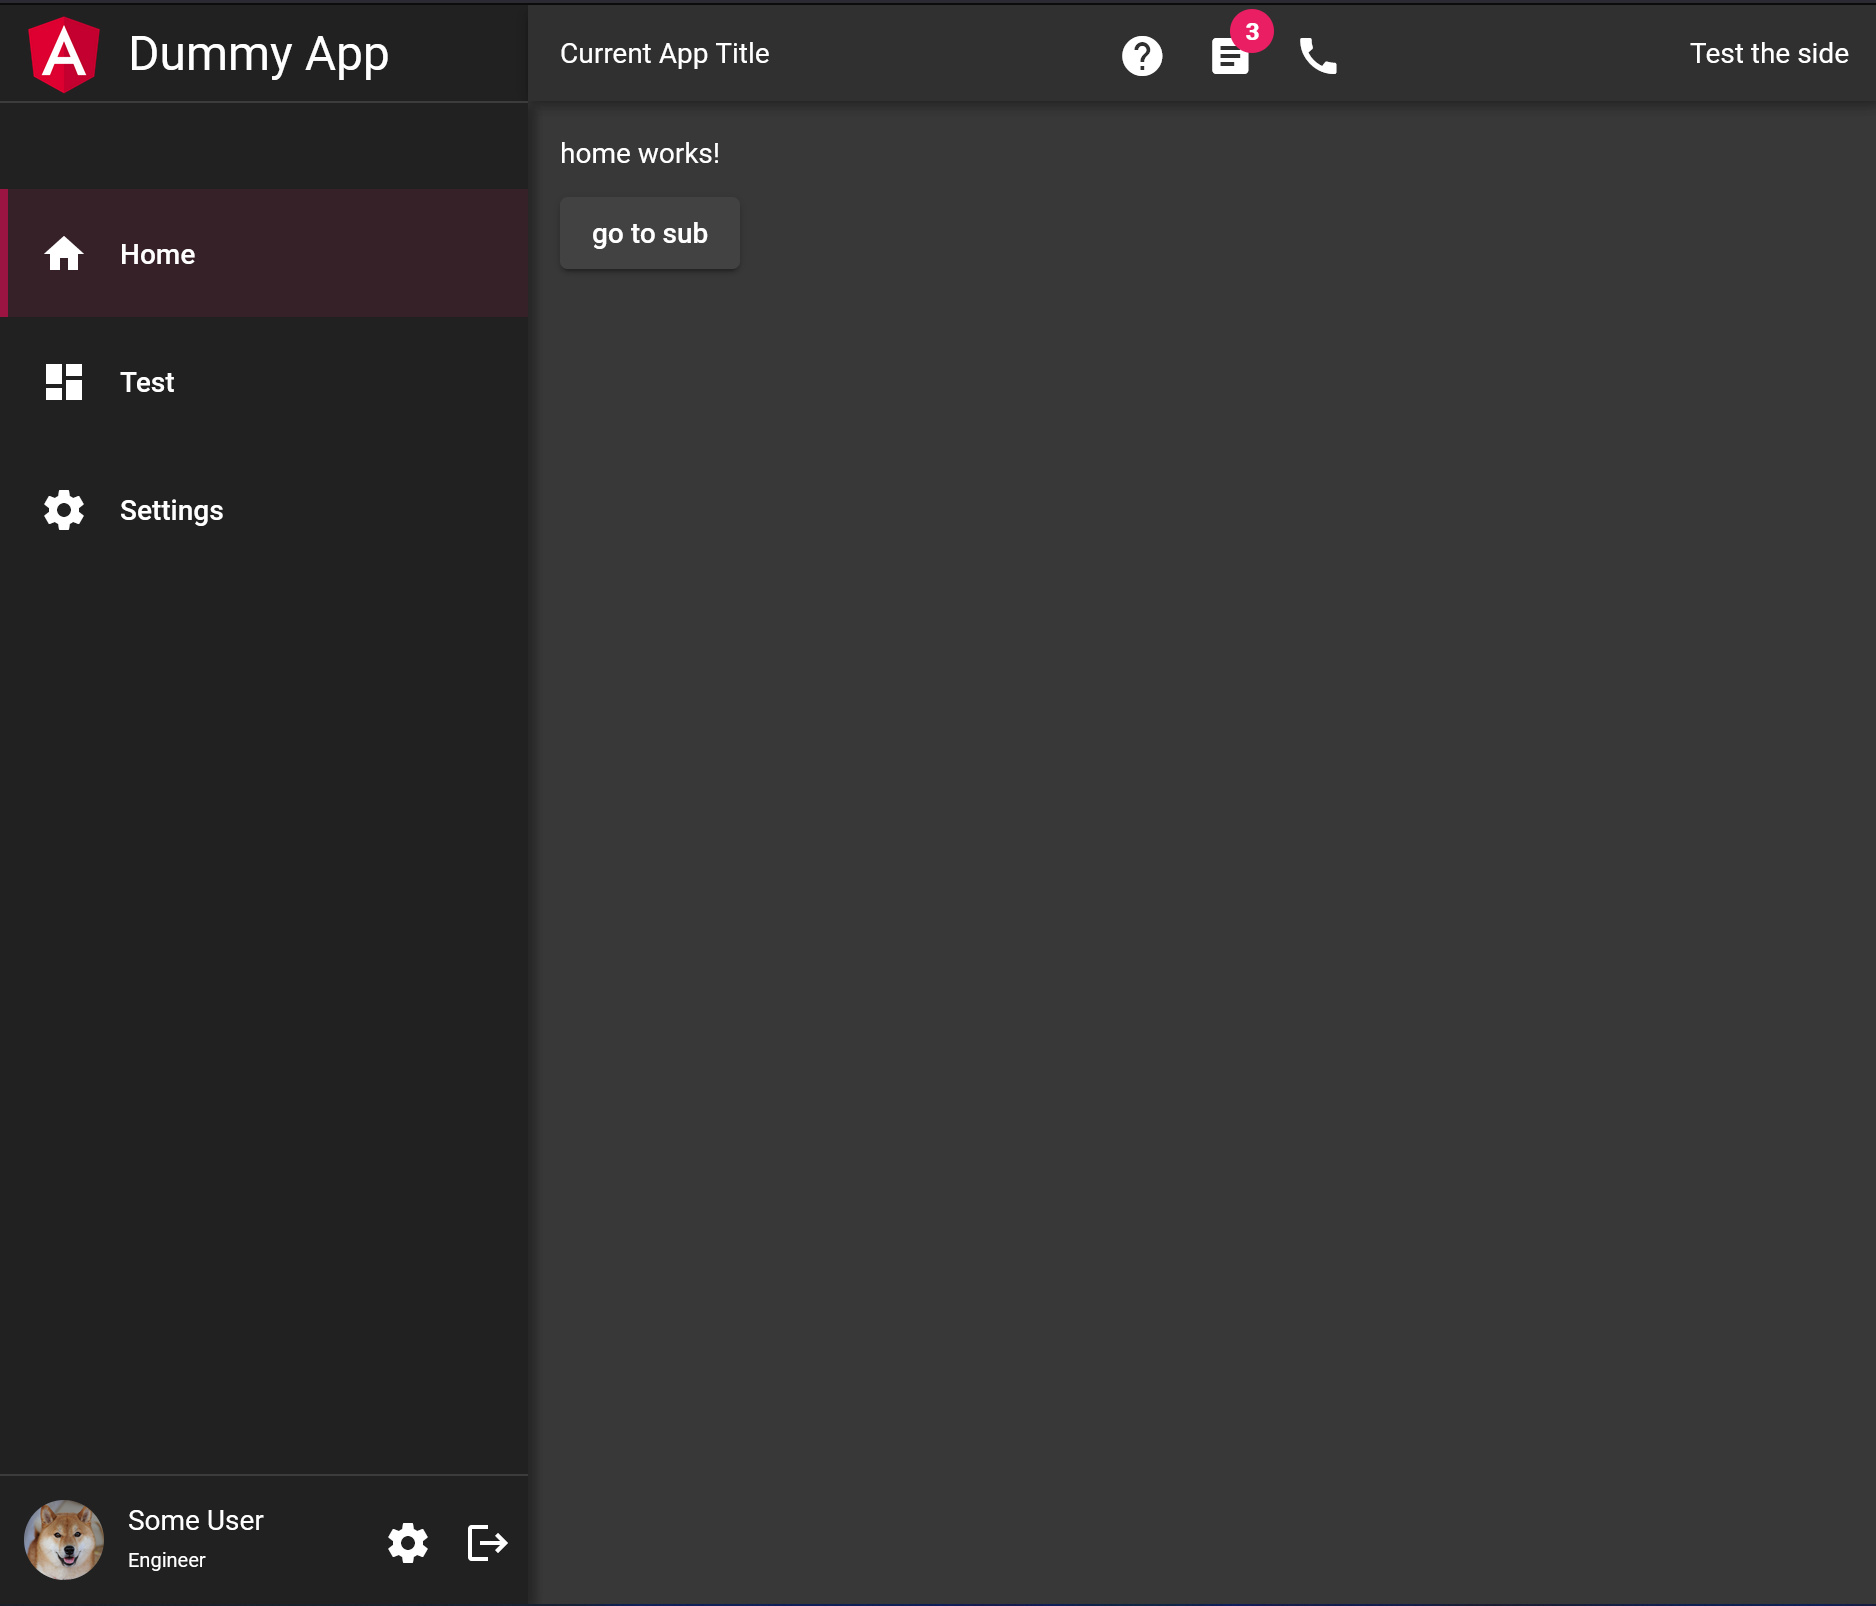 Dummy App
Current App Title
3
Test the side
home works!
go to sub
Home
Test
Settings
Some User
Engineer